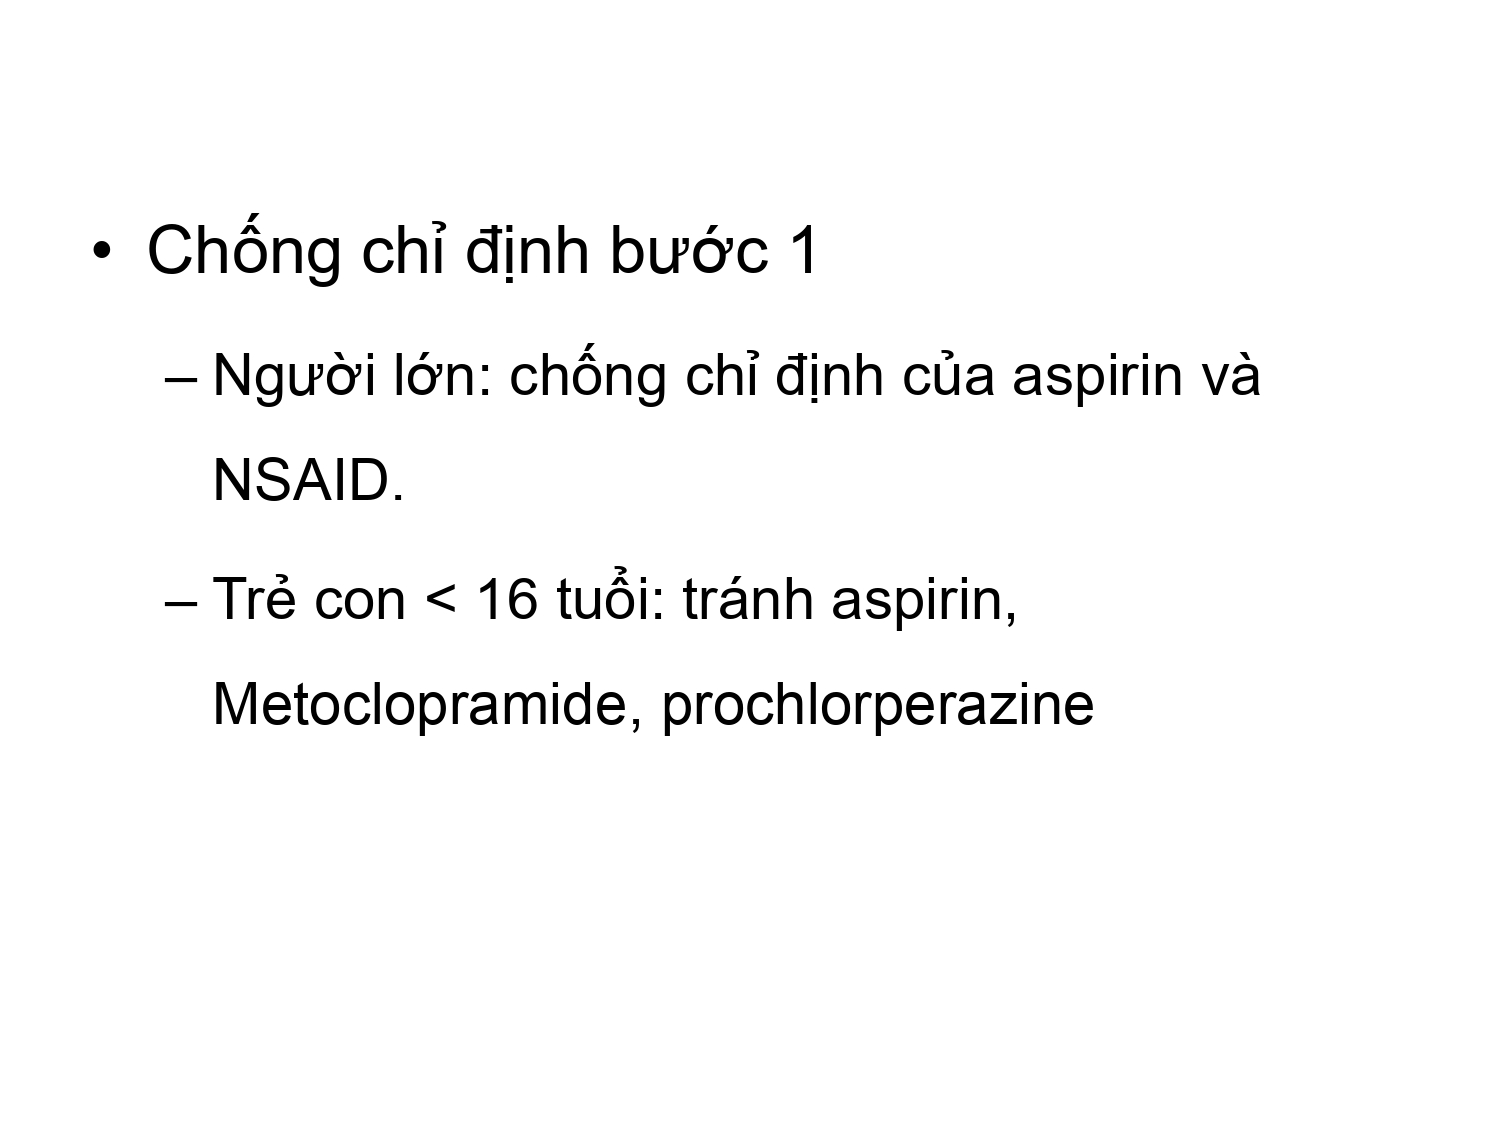 • Chống chỉ định bước 1
– Người lớn: chống chỉ định của aspirin và
NSAID.
– Trẻ con < 16 tuổi: tránh aspirin,
Metoclopramide, prochlorperazine